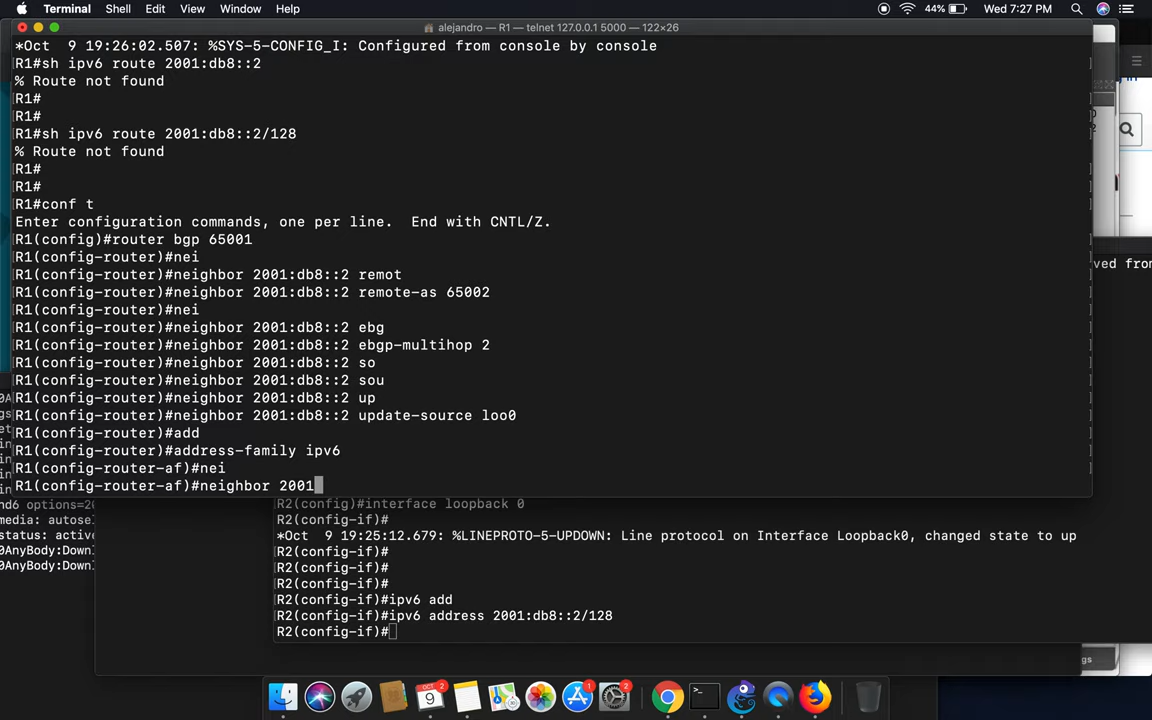 Terminal Shell Edit View Window Help 44% Wed 7:27 PM
alejandro — R1 — telnet 127.0.0.1 5000 — 122×26
*Oct  9 19:26:02.507: %SYS-5-CONFIG_I: Configured from console by console
R1#sh ipv6 route 2001:db8::2
% Route not found
R1#
R1#
R1#sh ipv6 route 2001:db8::2/128
% Route not found
R1#
R1#
R1#conf t
Enter configuration commands, one per line.  End with CNTL/Z.
R1(config)#router bgp 65001
R1(config-router)#nei
R1(config-router)#neighbor 2001:db8::2 remot
R1(config-router)#neighbor 2001:db8::2 remote-as 65002
R1(config-router)#nei
R1(config-router)#neighbor 2001:db8::2 ebg
R1(config-router)#neighbor 2001:db8::2 ebgp-multihop 2
R1(config-router)#neighbor 2001:db8::2 so
R1(config-router)#neighbor 2001:db8::2 sou
R1(config-router)#neighbor 2001:db8::2 up
R1(config-router)#neighbor 2001:db8::2 update-source loo0
R1(config-router)#add
R1(config-router)#address-family ipv6
R1(config-router-af)#nei
R1(config-router-af)#neighbor 2001
ved from
R2(config)#interface loopback 0
R2(config-if)#
*Oct  9 19:25:12.679: %LINEPROTO-5-UPDOWN: Line protocol on Interface Loopback0, changed state to up
R2(config-if)#
R2(config-if)#
R2(config-if)#
R2(config-if)#ipv6 add
R2(config-if)#ipv6 address 2001:db8::2/128
R2(config-if)#
nd6 options=20
media: autosel
status: active
0AnyBody:Downl
0AnyBody:Downl
gs
OCT
9
2
1
2